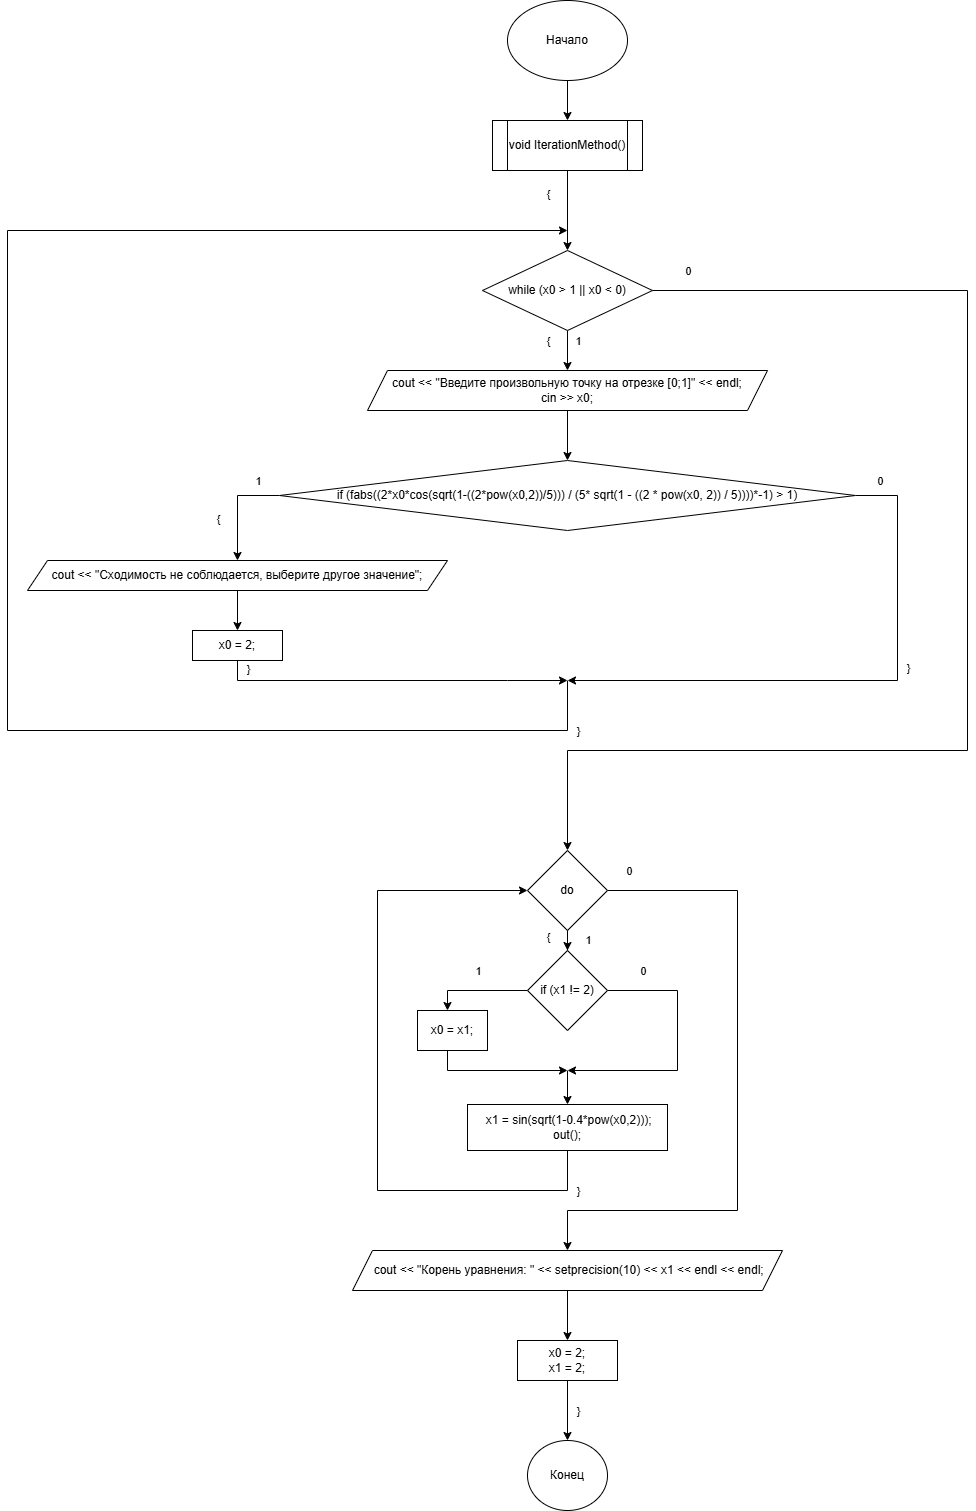 Начало
void IterationMethod()
{
0
while (x0 > 1 || x0 < 0)
{ 1
cout << "Введите произвольную точку на отрезке [0;1]" << endl;
cin >> x0;
1
0
if (fabs((2*x0*cos(sqrt(1-((2*pow(x0,2))/5))) / (5* sqrt(1 - ((2 * pow(x0, 2)) / 5))))*-1) > 1)
{
cout << "Сходимость не соблюдается, выберите другое значение";
x0 = 2;
}
}
}
0
do
{ 1
1
0
if (x1 != 2)
x0 = x1;
x1 = sin(sqrt(1-0.4*pow(x0,2)));
out();
}
cout << "Корень уравнения: " << setprecision(10) << x1 << endl << endl;
x0 = 2;
x1 = 2;
}
Конец